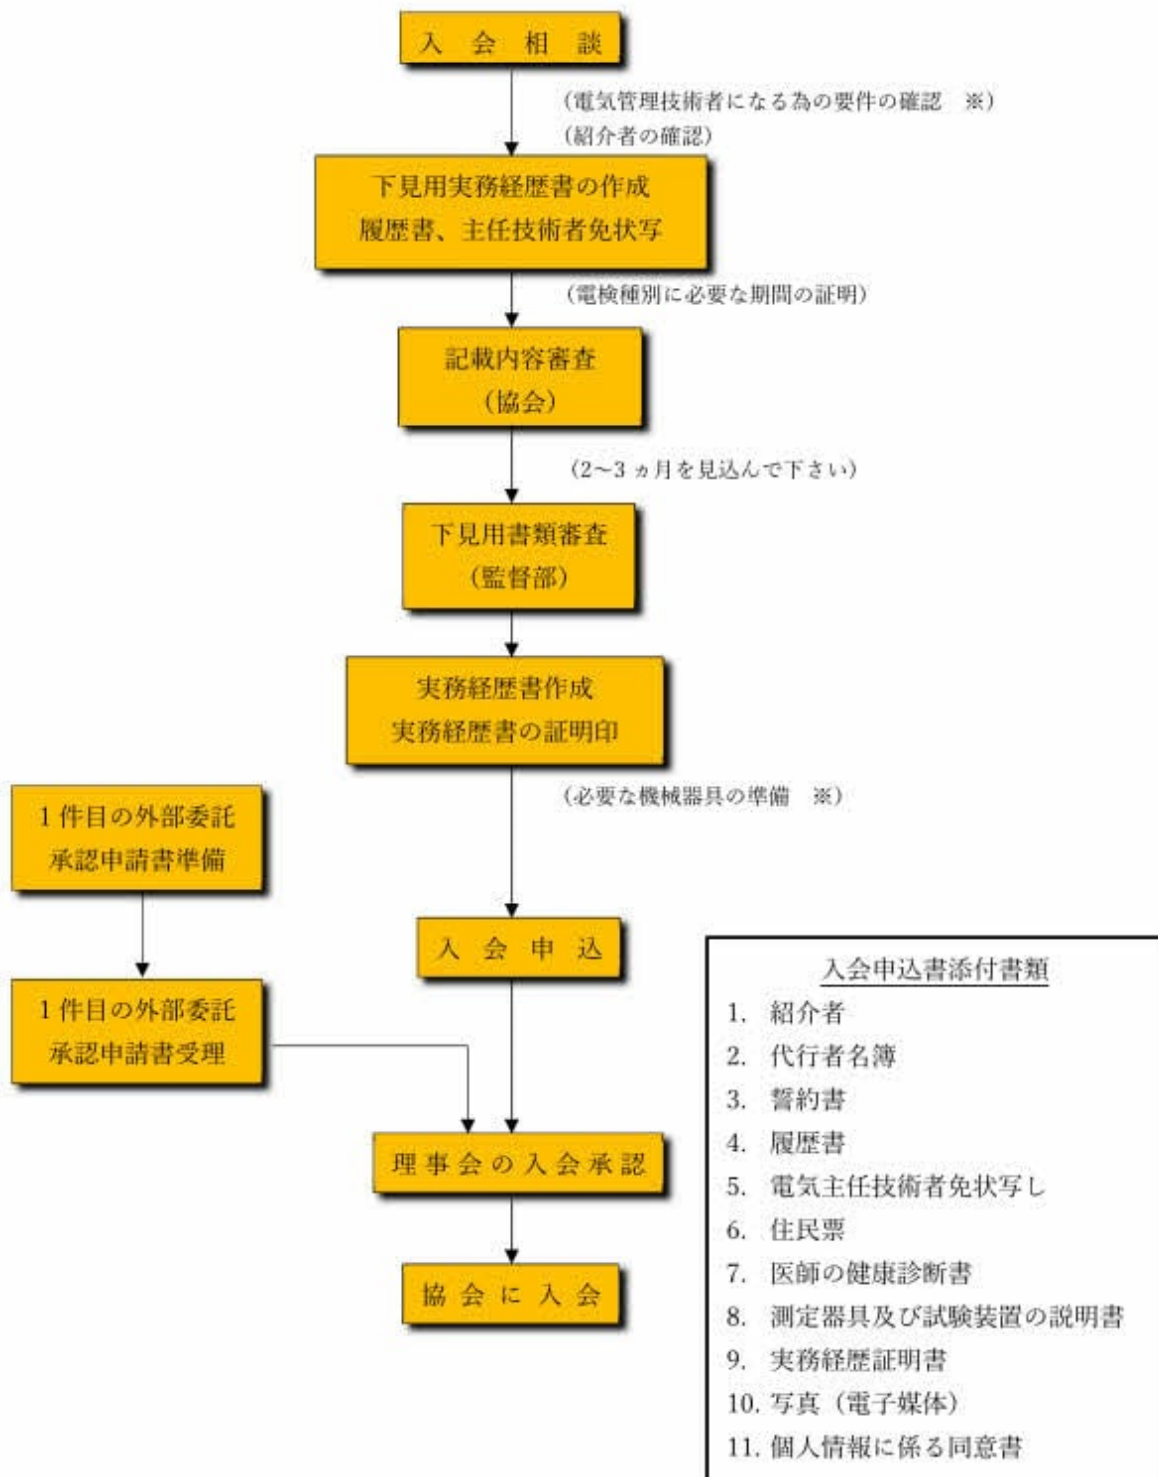 入会相談
（電気管理技術者になる為の要件の確認　※）
（紹介者の確認）
下見用実務経歴書の作成
履歴書、主任技術者免状写
（電検種別に必要な期間の証明）
記載内容審査
（協会）
（2～3 ヵ月を見込んで下さい）
下見用書類審査
（監督部）
実務経歴書作成
実務経歴書の証明印
（必要な機械器具の準備　※）
1 件目の外部委託
承認申請書準備
入会申込
1 件目の外部委託
承認申請書受理
理事会の入会承認
協会に入会
入会申込書添付書類
1. 紹介者
2. 代行者名簿
3. 誓約書
4. 履歴書
5. 電気主任技術者免状写し
6. 住民票
7. 医師の健康診断書
8. 測定器具及び試験装置の説明書
9. 実務経歴証明書
10. 写真（電子媒体）
11. 個人情報に係る同意書